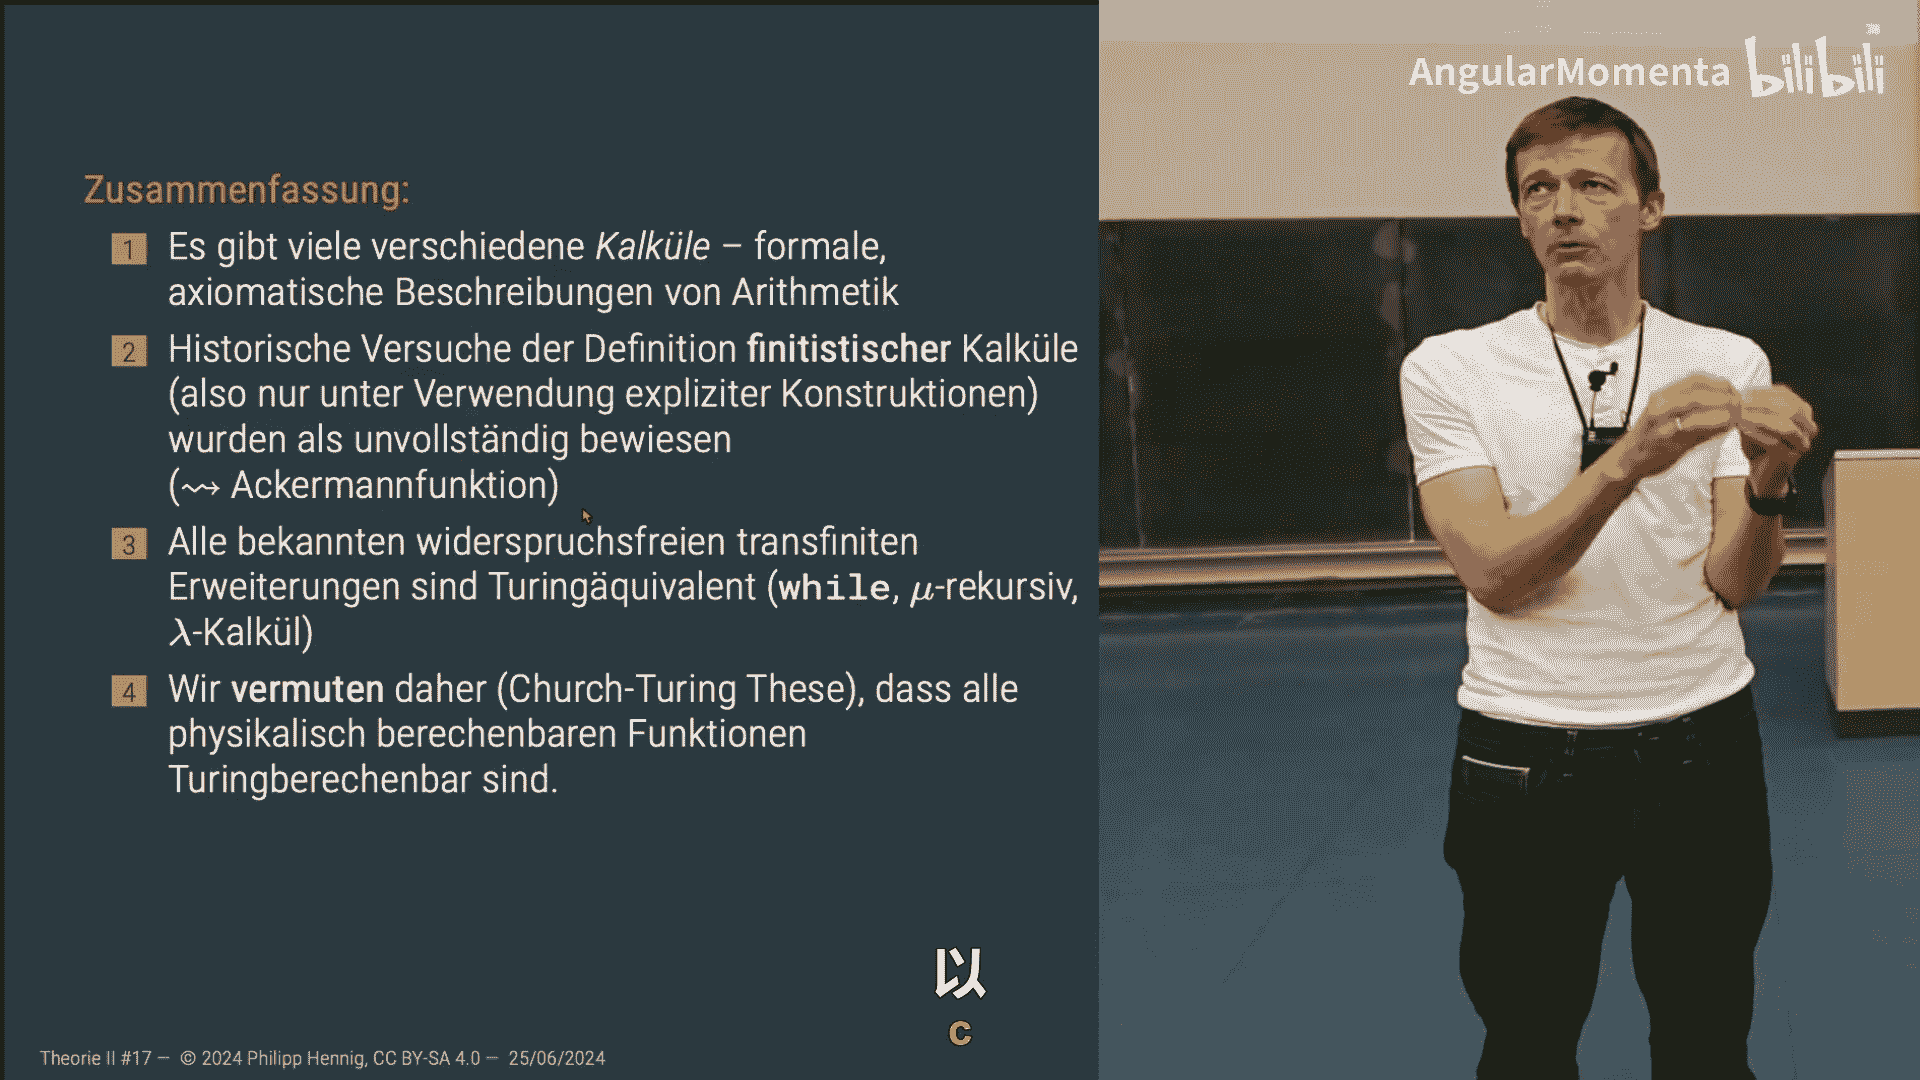 AngularMomenta bilibili
Zusammenfassung:
1 Es gibt viele verschiedene Kalküle – formale,
axiomatische Beschreibungen von Arithmetik
2 Historische Versuche der Definition finitistischer Kalküle
(also nur unter Verwendung expliziter Konstruktionen)
wurden als unvollständig bewiesen
(⇝ Ackermannfunktion)
3 Alle bekannten widerspruchsfreien transfiniten
Erweiterungen sind Turingäquivalent (while, μ-rekursiv,
λ-Kalkül)
4 Wir vermuten daher (Church-Turing These), dass alle
physikalisch berechenbaren Funktionen
Turingberechenbar sind.
以
c
Theorie II #17 — © 2024 Philipp Hennig, CC BY-SA 4.0 — 25/06/2024